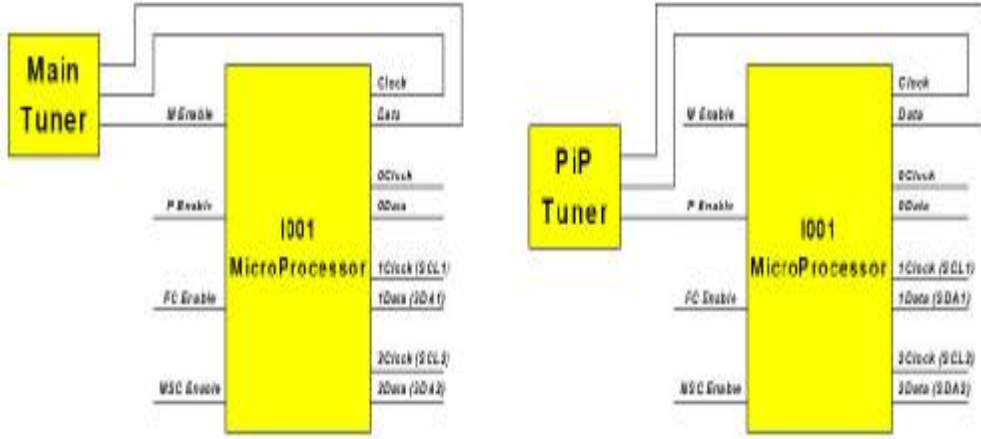 Main
Tuner
M Enable
P Enable
FC Enable
MSC Enable
I001
MicroProcessor
Clock
Data
0Clock
0Data
1Clock (SCL1)
1Data (SDA1)
2Clock (SCL2)
2Data (SDA2)
PiP
Tuner
M Enable
P Enable
FC Enable
MSC Enable
I001
MicroProcessor
Clock
Data
0Clock
0Data
1Clock (SCL1)
1Data (SDA1)
2Clock (SCL2)
2Data (SDA2)